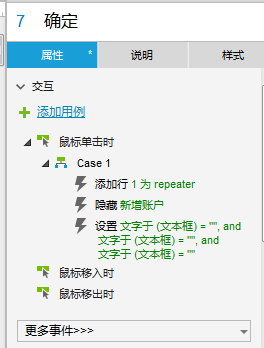 7 确定
属性 * 说明 样式
交互
添加用例
鼠标单击时
Case 1
添加行 1 为 repeater
隐藏 新增账户
设置 文字于 (文本框) = "", and
文字于 (文本框) = "", and
文字于 (文本框) = ""
鼠标移入时
鼠标移出时
更多事件>>>